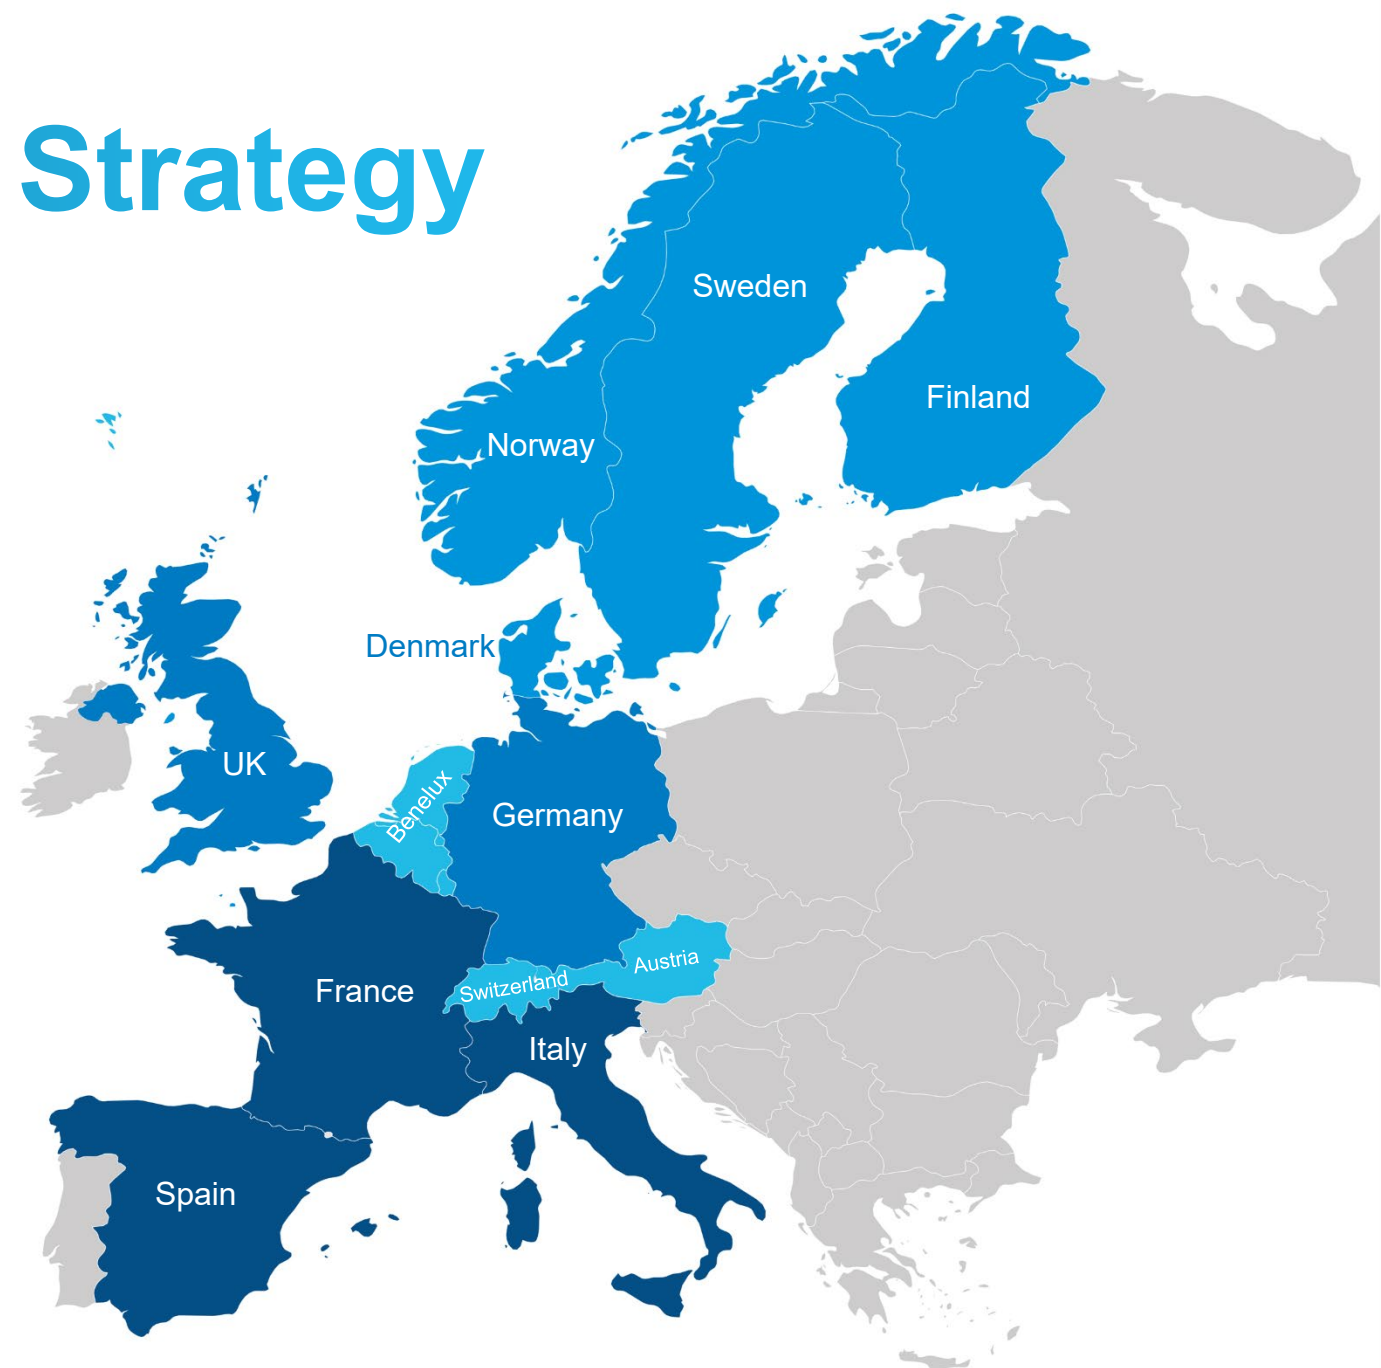 Strategy
Sweden
Finland
Norway
Denmark
UK
Benelux
Germany
Austria
Switzerland
France
Italy
Spain